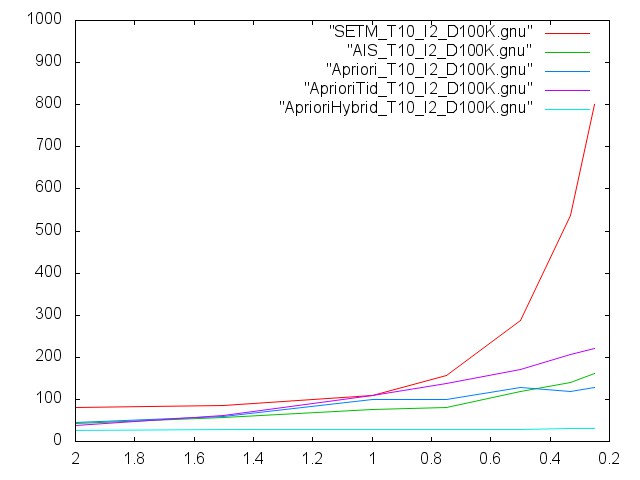 1000
900
800
700
600
500
400
300
200
100
0
"SETM_T10_I2_D100K.gnu"
"AIS_T10_I2_D100K.gnu"
"Apriori_T10_I2_D100K.gnu"
"AprioriTid_T10_I2_D100K.gnu"
"AprioriHybrid_T10_I2_D100K.gnu"
2 1.8 1.6 1.4 1.2 1 0.8 0.6 0.4 0.2